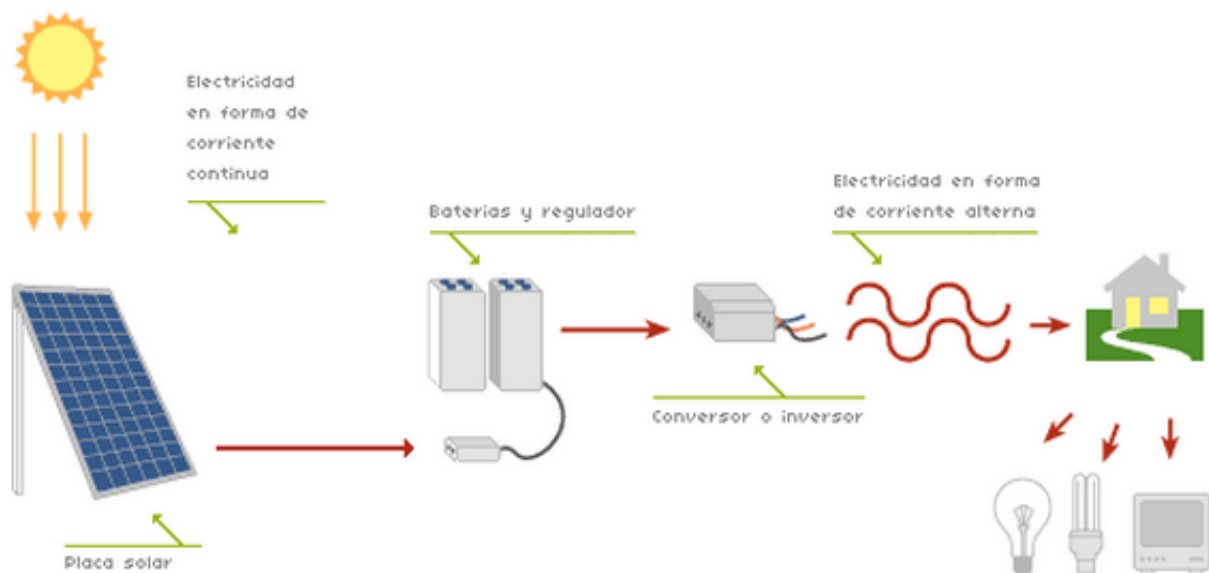 Electricidad
en forma de
corriente
continua
Baterias y regulador
Electricidad en forma
de corriente alterna
Conversor o inversor
Placa solar